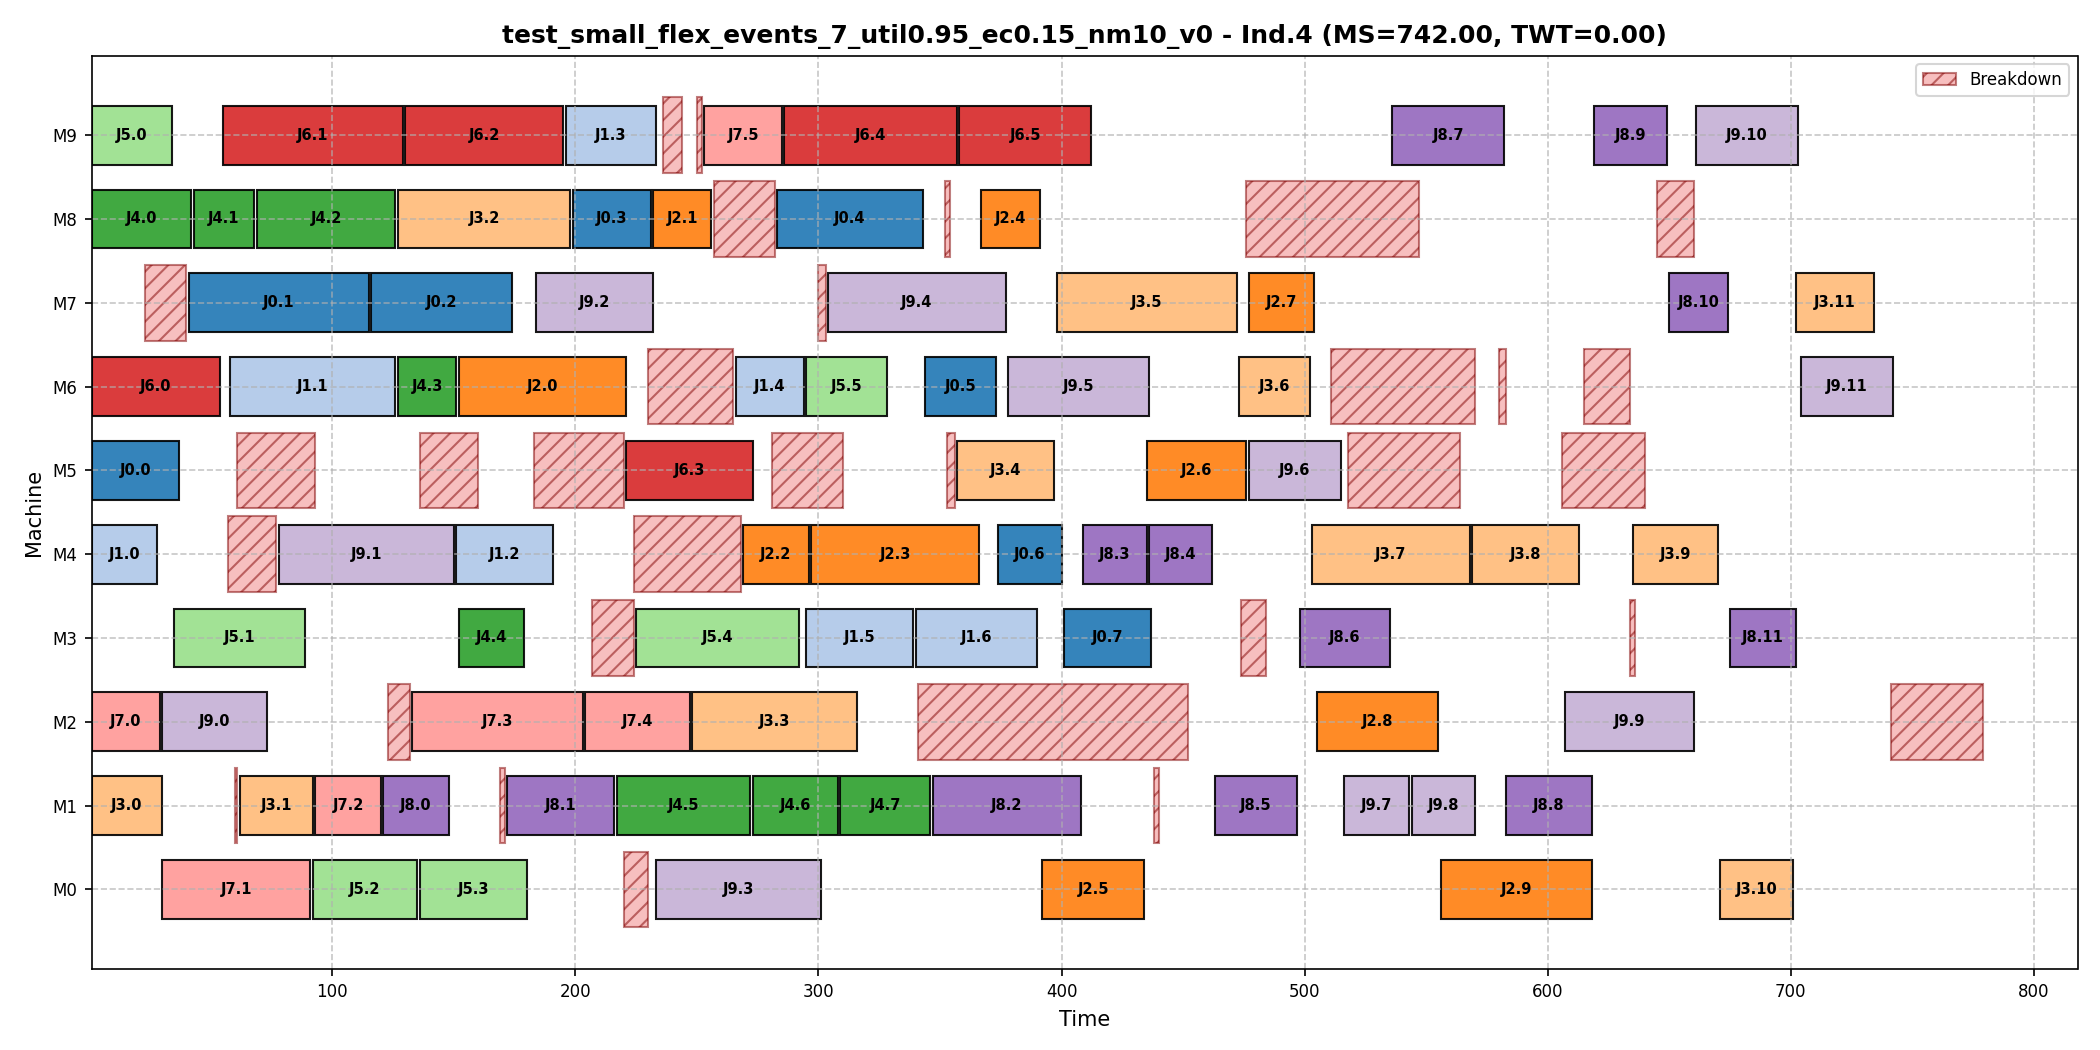 test_small_flex_events_7_util0.95_ec0.15_nm10_v0 - Ind.4 (MS=742.00, TWT=0.00)
Breakdown
M9 J5.0 J6.1 J6.2 J1.3 J7.5 J6.4 J6.5 J8.7 J8.9 J9.10
M8 J4.0 J4.1 J4.2 J3.2 J0.3 J2.1 J0.4 J2.4
M7 J0.1 J0.2 J9.2 J9.4 J3.5 J2.7 J8.10 J3.11
M6 J6.0 J1.1 J4.3 J2.0 J1.4 J5.5 J0.5 J9.5 J3.6 J9.11
M5 J0.0 J6.3 J3.4 J2.6 J9.6
M4 J1.0 J9.1 J1.2 J2.2 J2.3 J0.6 J8.3 J8.4 J3.7 J3.8 J3.9
M3 J5.1 J4.4 J5.4 J1.5 J1.6 J0.7 J8.6 J8.11
M2 J7.0 J9.0 J7.3 J7.4 J3.3 J2.8 J9.9
M1 J3.0 J3.1 J7.2 J8.0 J8.1 J4.5 J4.6 J4.7 J8.2 J8.5 J9.7 J9.8 J8.8
M0 J7.1 J5.2 J5.3 J9.3 J2.5 J2.9 J3.10
Machine
100 200 300 400 500 600 700 800
Time